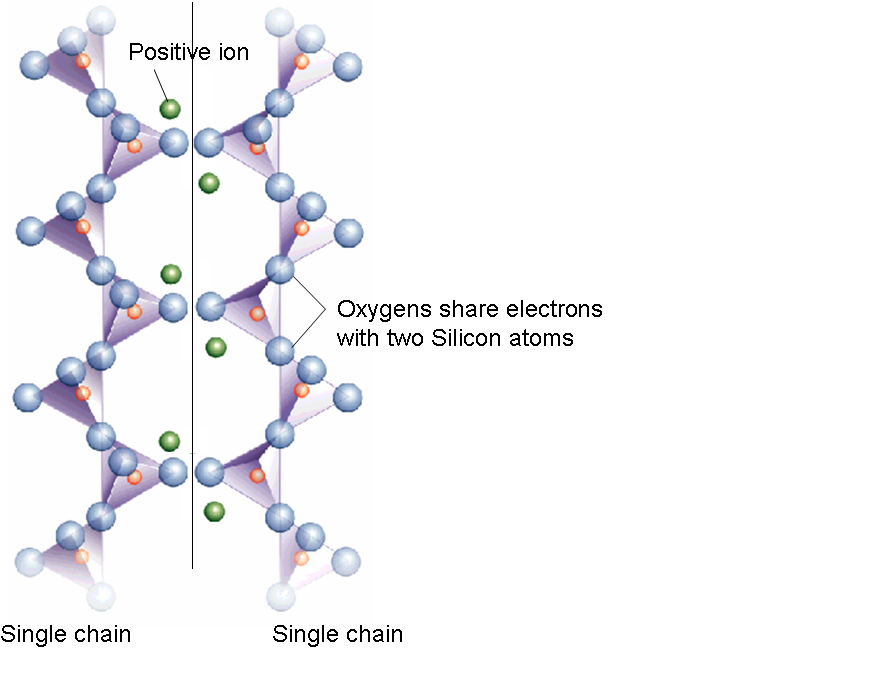 Positive ion
Oxygens share electrons
with two Silicon atoms
Single chain
Single chain